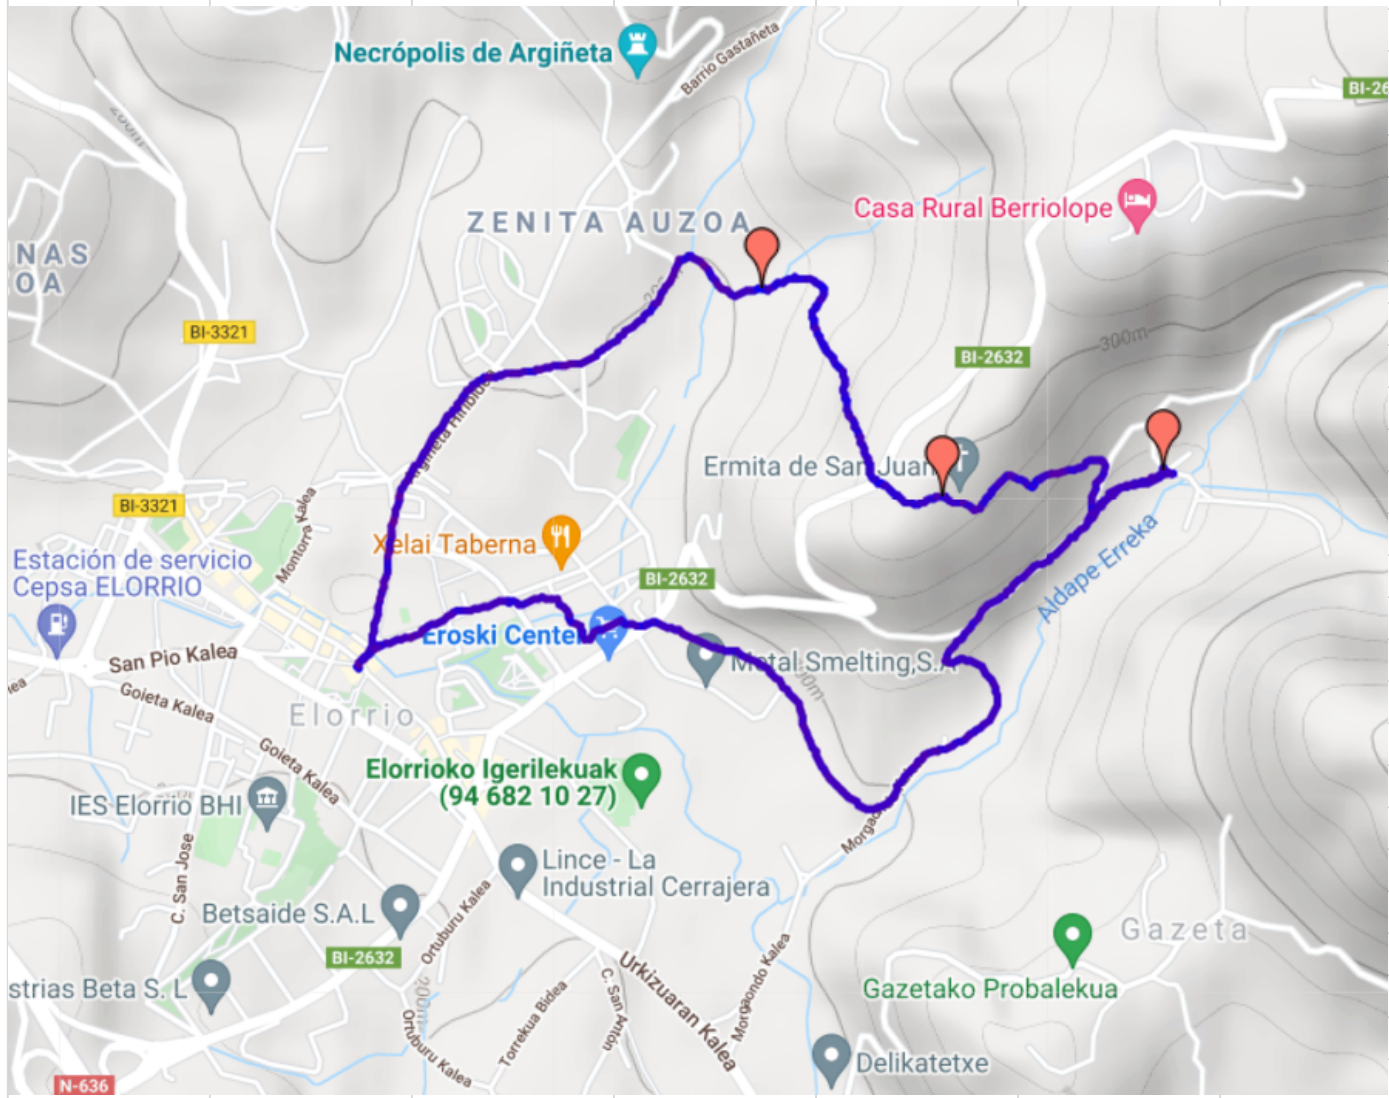 Necrópolis de Argiñeta
Barrio Gastañeta
BI-26
200m
ZENITA AUZOA
Casa Rural Berriolope
NAS
OA
BI-3321
300m
BI-2632
Ermita de San Juan
BI-3321
Montorra Kalea
Xelai Taberna
Estación de servicio
Cepsa ELORRIO
BI-2632
Aldape Erreka
Eroski Center
San Pio Kalea
Metal Smelting,S.A
Goieta Kalea
Elorrio
Goieta Kalea
Elorrioko Igerilekuak
(94 682 10 27)
IES Elorrio BHI
C. San Jose
Lince - La
Industrial Cerrajera
Betsaide S.A.L
Ortuburu Kalea
BI-2632
Gazeta
strias Beta S. L
200m
Urkizuaran Kalea
Morgaondo Kalea
Gazetako Probalekua
Torrekua Bidea
C. San Antón
Ortuburu Kalea
Delikatetxe
N-636